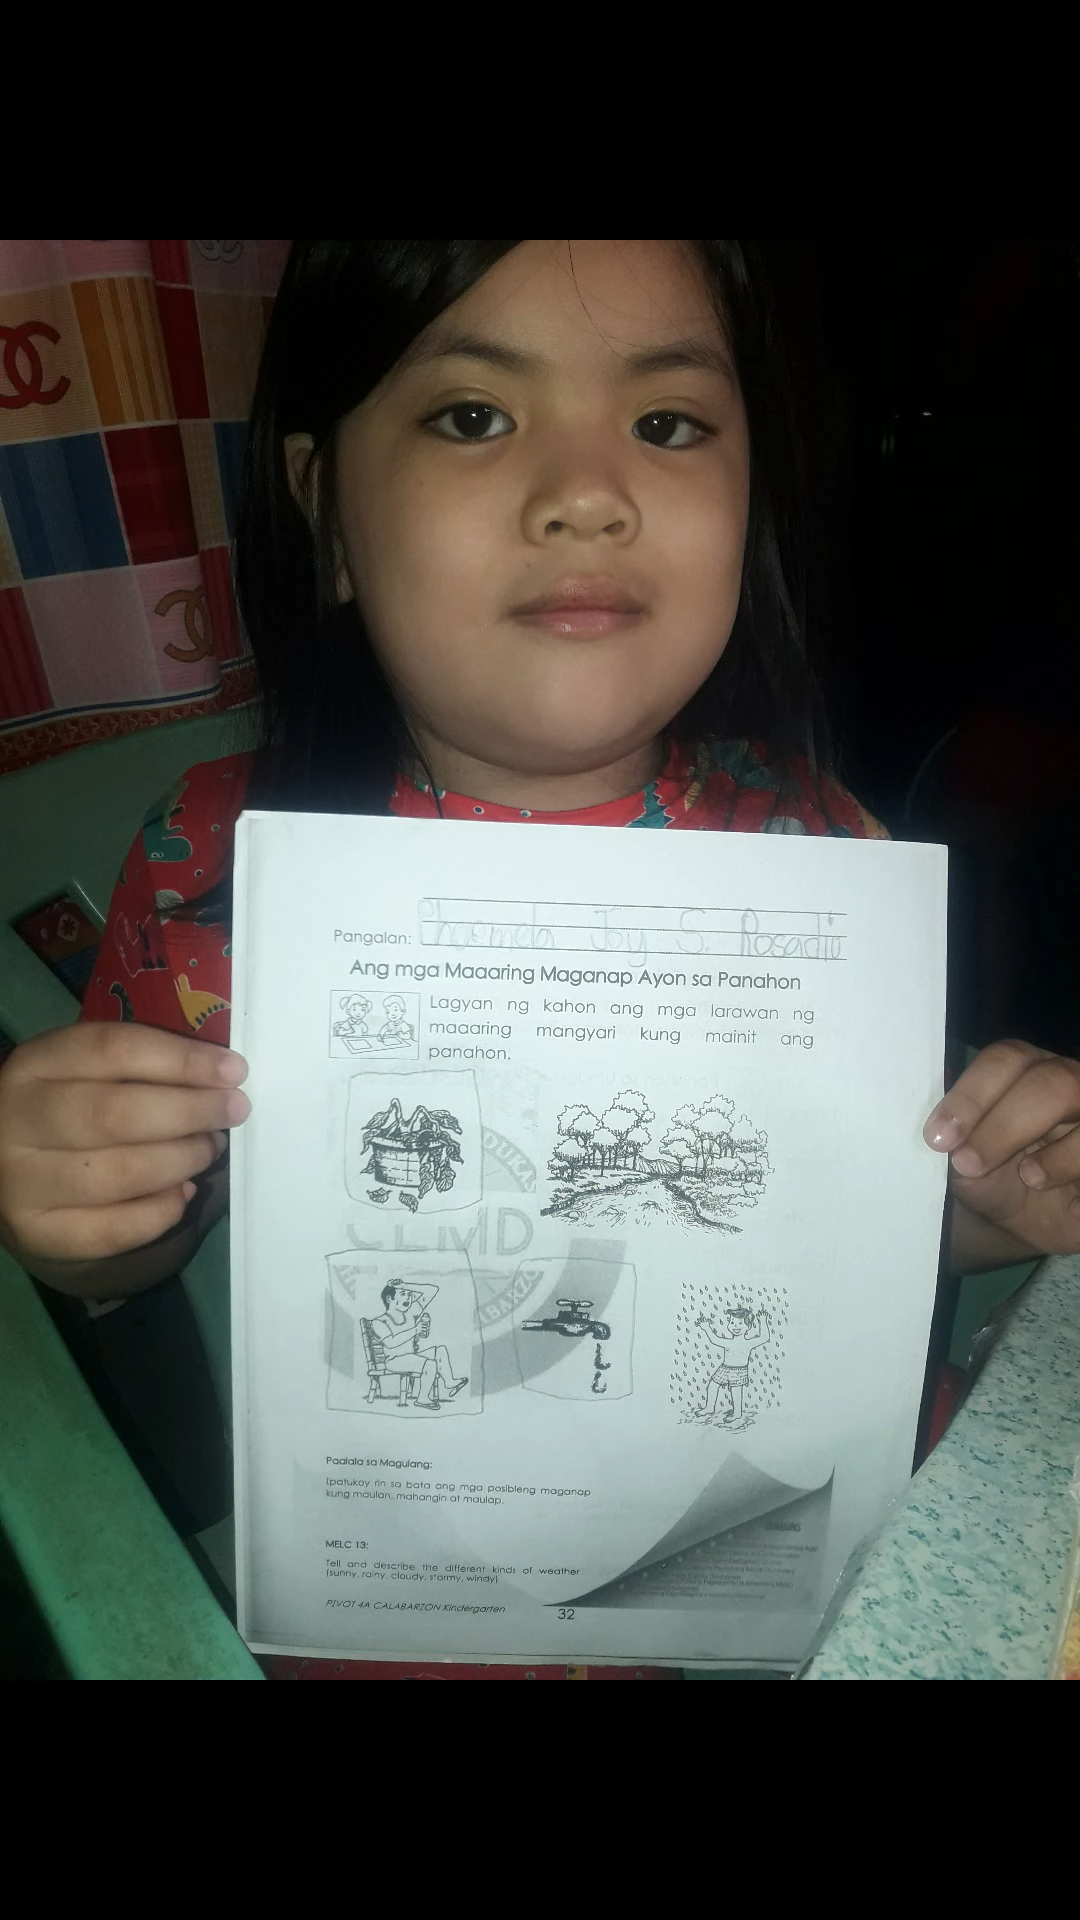 Pangalan: Phoemela Joy S. Rosadio
Ang mga Maaaring Maganap Ayon sa Panahon
Lagyan ng kahon ang mga larawan ng
maaaring mangyari kung mainit ang
panahon.
CLMD
Paalala sa Magulang:
Ipatukoy rin sa bata ang mga posibleng maganap
kung maulan, mahangin at maulap.
MELC 13:
Tell and describe the different kinds of weather
(sunny, rainy, cloudy, stormy, windy)
PIVOT 4A CALABARZON Kindergarten
32